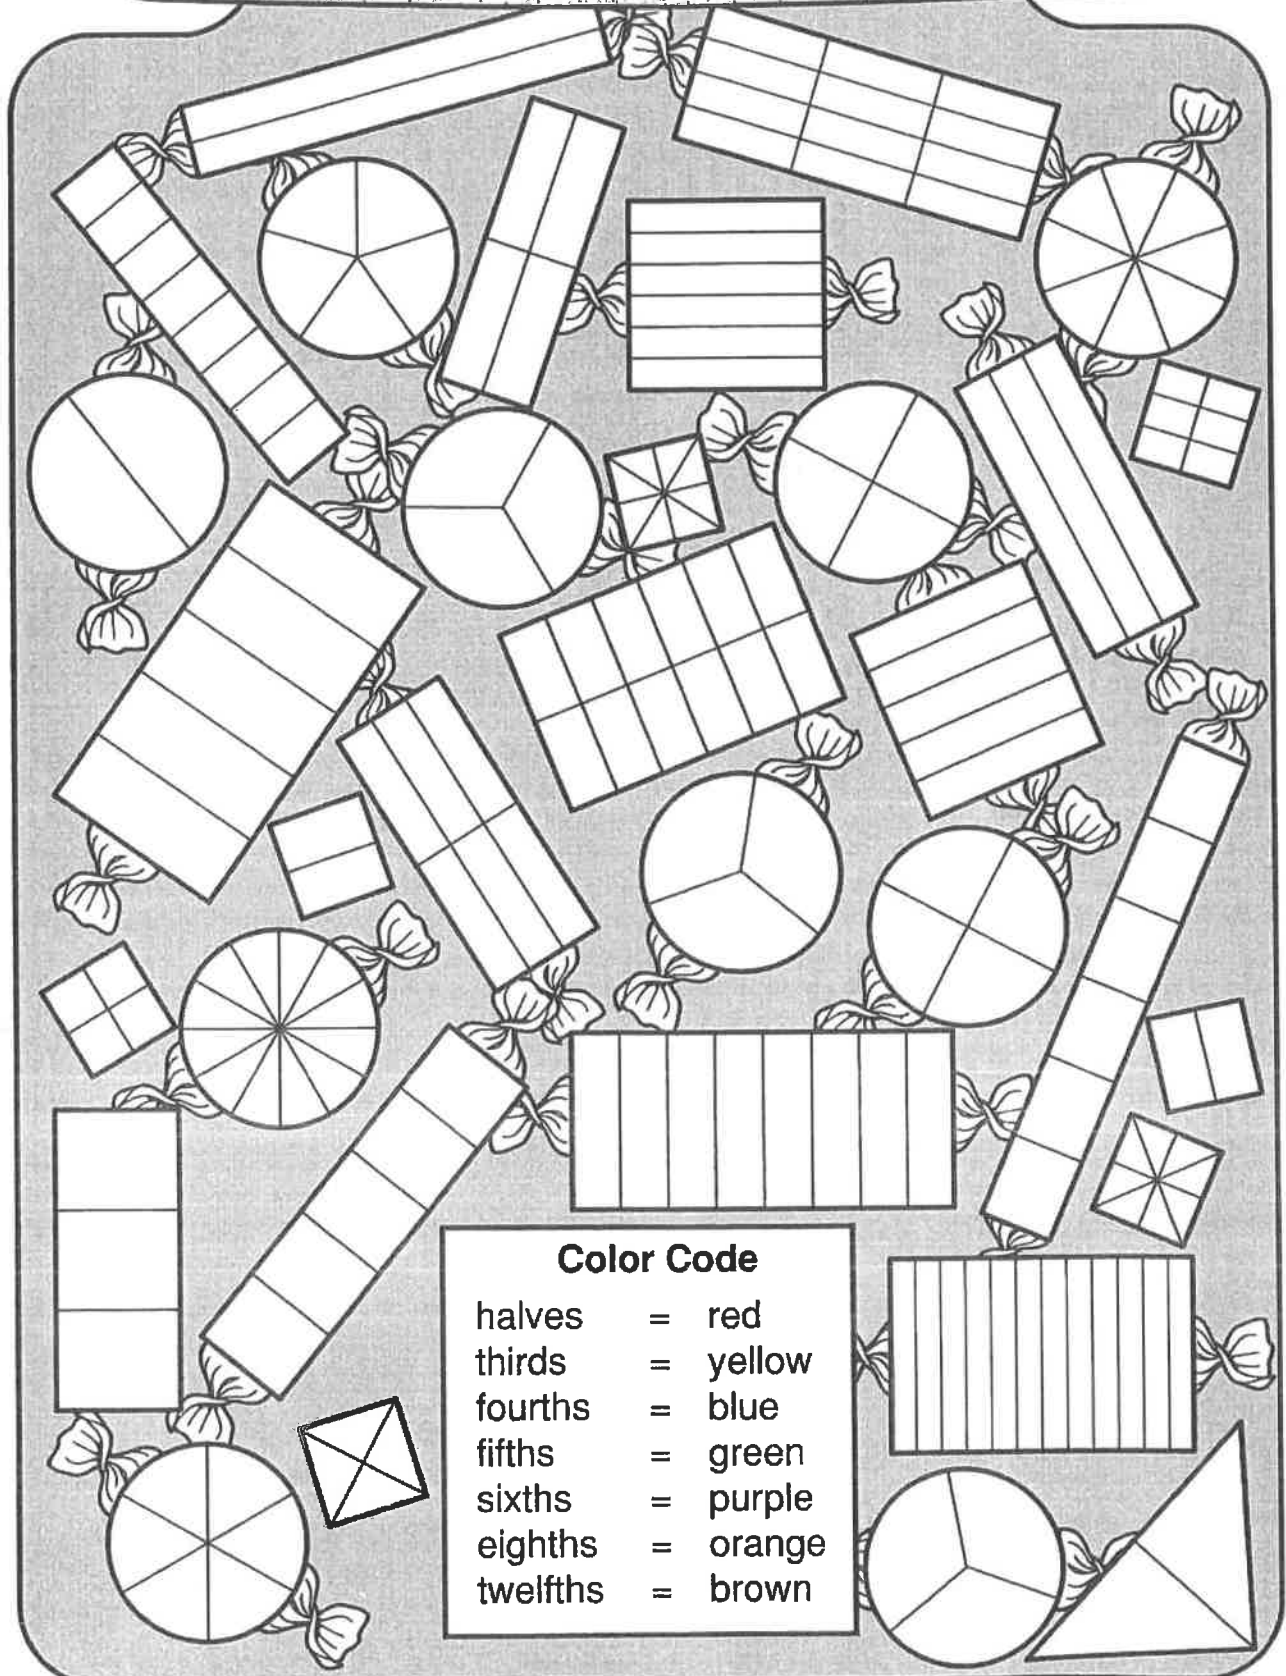 Color Code
halves = red
thirds = yellow
fourths = blue
fifths = green
sixths = purple
eighths = orange
twelfths = brown